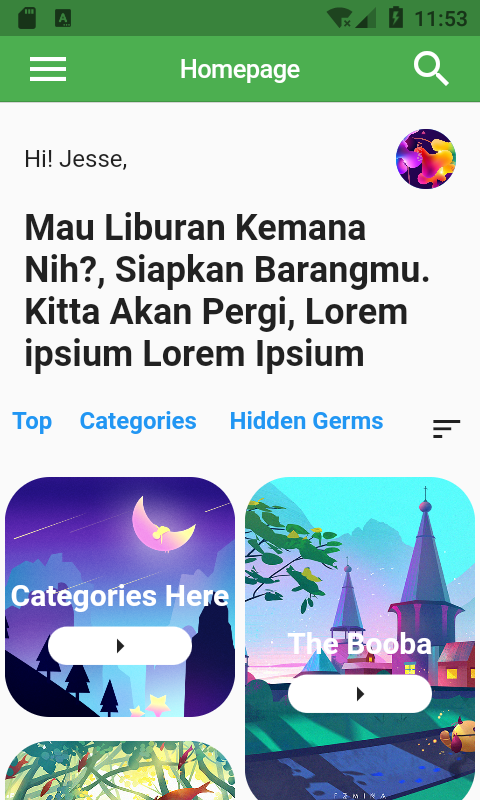 11:53
Homepage
Hi! Jesse,
Mau Liburan Kemana
Nih?, Siapkan Barangmu.
Kitta Akan Pergi, Lorem
ipsium Lorem Ipsium
Top Categories Hidden Germs
Categories Here
The Booba